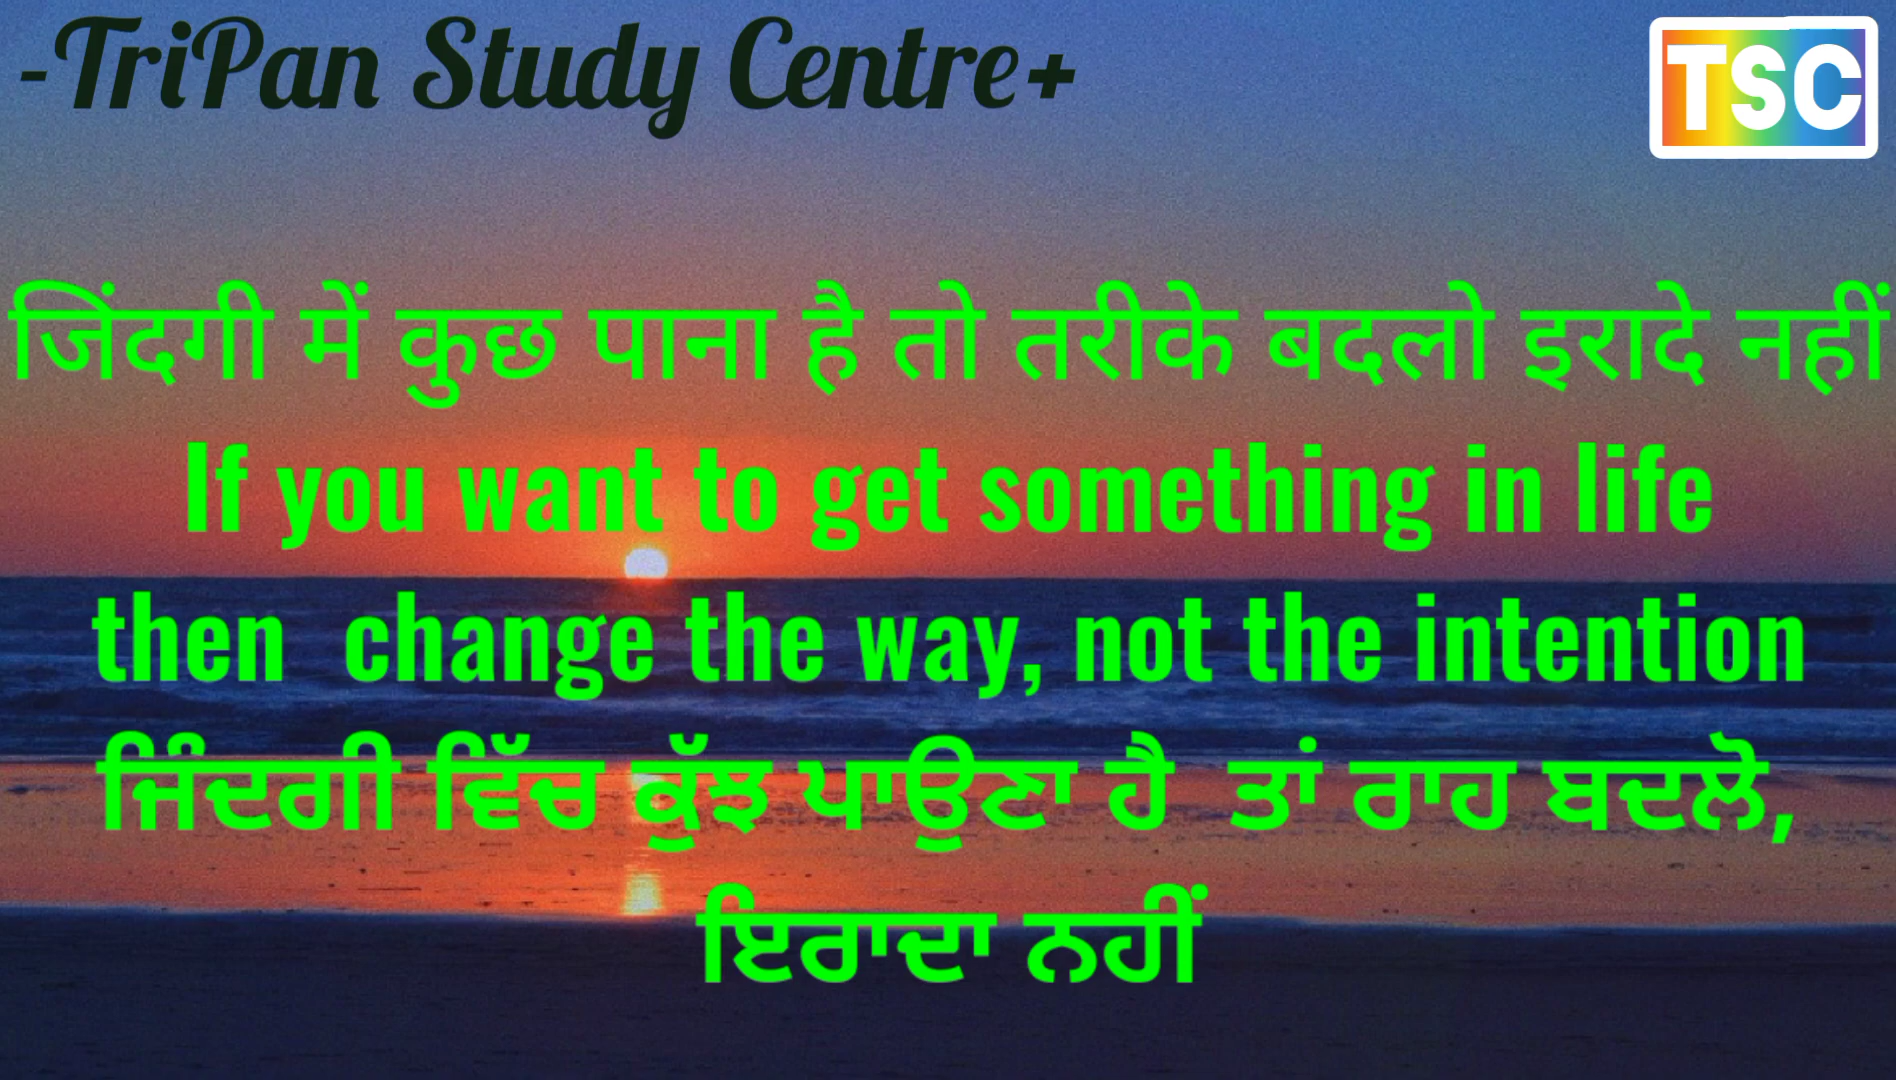 -TriPan Study Centre+
TSC
जिंदगी में कुछ पाना है तो तरीके बदलो इरादे नहीं
If you want to get something in life
then change the way, not the intention
ਜਿੰਦਗੀ ਵਿੱਚ ਕੁੱਝ ਪਾਉਣਾ ਹੈ ਤਾਂ ਰਾਹ ਬਦਲੋ,
ਇਰਾਦਾ ਨਹੀਂ